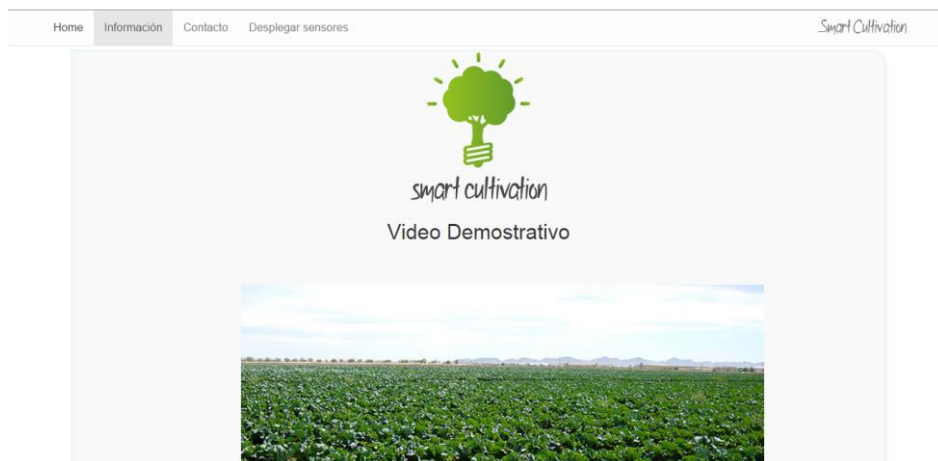 Home Información Contacto Desplegar sensores Smart Cultivation
smart cultivation
Video Demostrativo